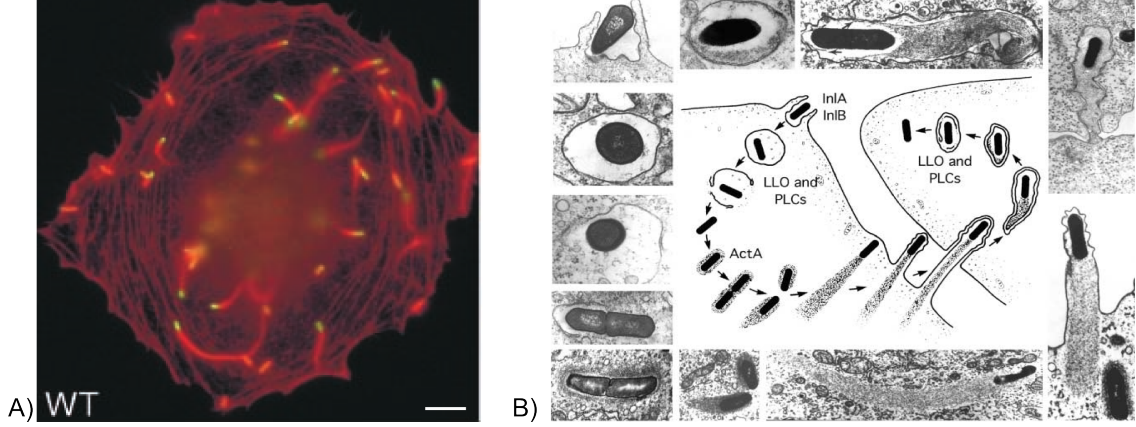 A) WT
B)
InlA
InlB
LLO and
PLCs
LLO and
PLCs
ActA